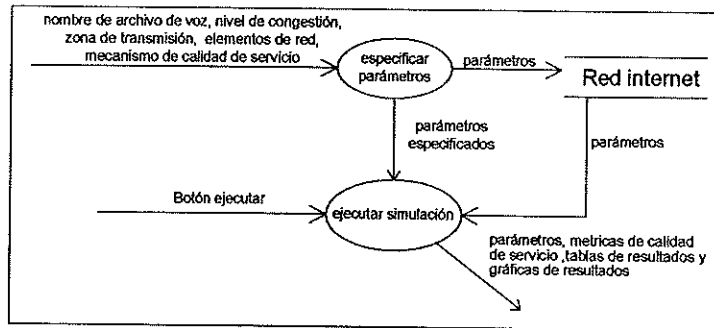 nombre de archivo de voz, nivel de congestión,
zona de transmisión, elementos de red,
mecanismo de calidad de servicio
especificar
parámetros
parámetros
Red internet
parámetros
especificados
parámetros
Botón ejecutar
ejecutar simulación
parámetros, metricas de calidad
de servicio ,tablas de resultados y
gráficas de resultados